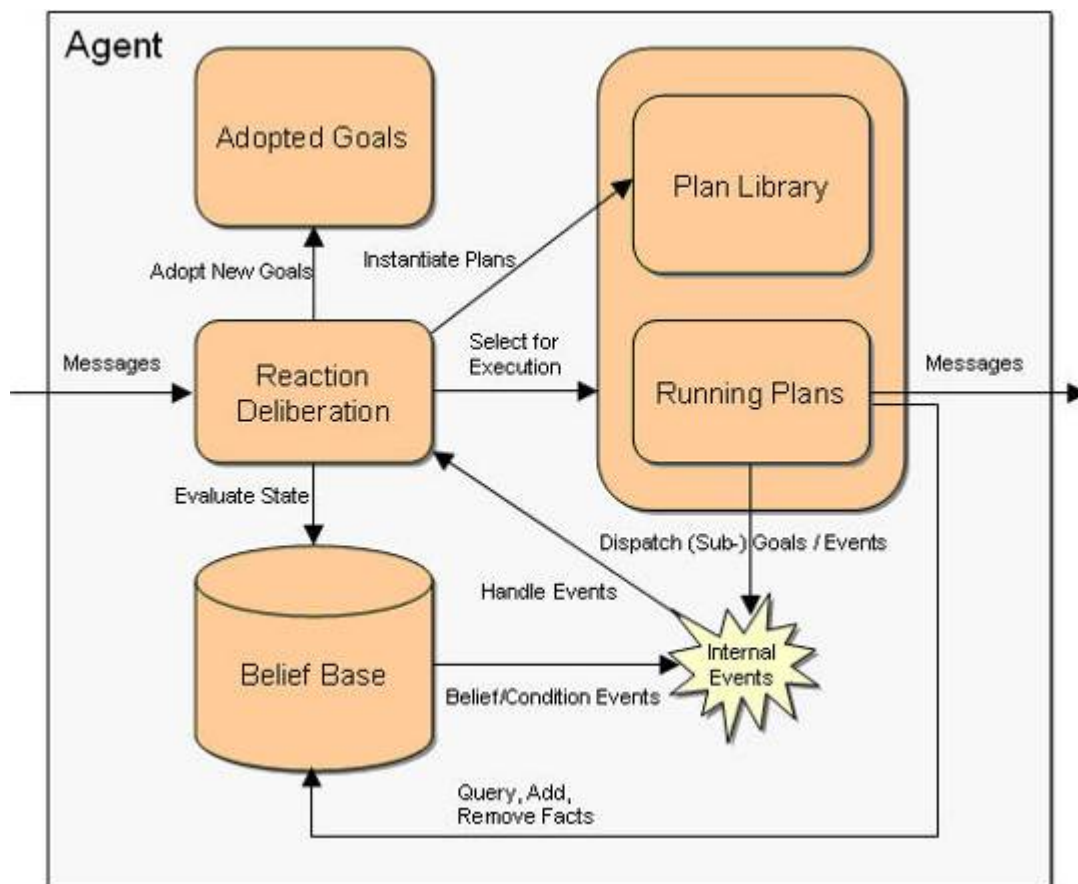 Agent
Adopted Goals
Plan Library
Instantiate Plans
Adopt New Goals
Messages
Reaction
Deliberation
Select for
Execution
Running Plans
Messages
Evaluate State
Dispatch (Sub-) Goals / Events
Handle Events
Belief Base
Internal
Events
Belief/Condition Events
Query, Add,
Remove Facts